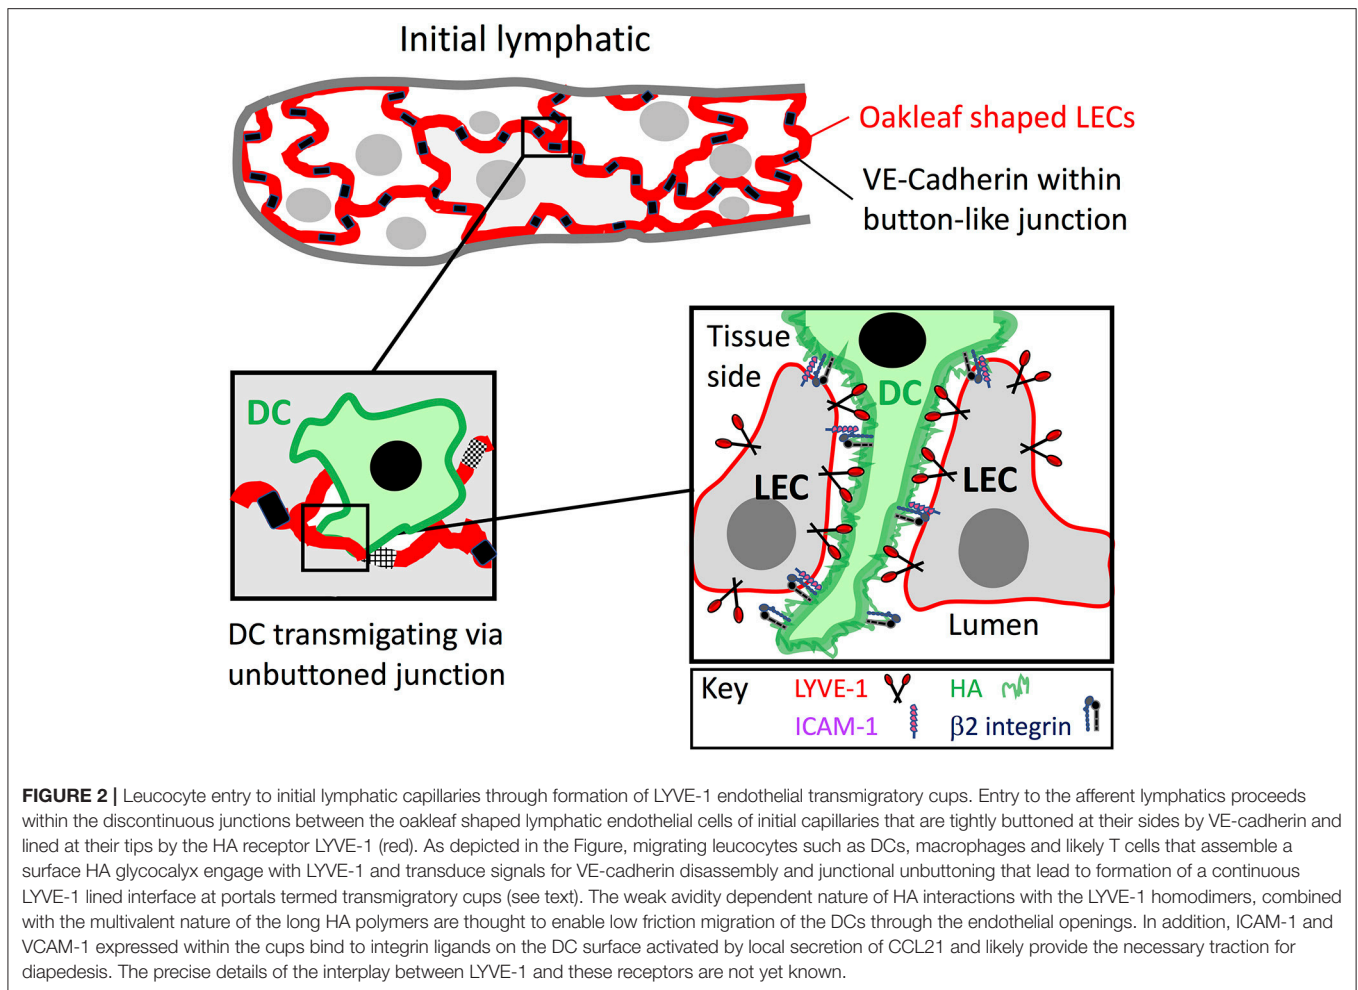 Initial lymphatic
Oakleaf shaped LECs
VE-Cadherin within
button-like junction
DC
DC transmigating via
unbuttoned junction
Tissue
side
DC
LEC
LEC
Lumen
Key
LYVE-1
HA
ICAM-1
β2 integrin
FIGURE 2 | Leucocyte entry to initial lymphatic capillaries through formation of LYVE-1 endothelial transmigratory cups. Entry to the afferent lymphatics proceeds
within the discontinuous junctions between the oakleaf shaped lymphatic endothelial cells of initial capillaries that are tightly buttoned at their sides by VE-cadherin and
lined at their tips by the HA receptor LYVE-1 (red). As depicted in the Figure, migrating leucocytes such as DCs, macrophages and likely T cells that assemble a
surface HA glycocalyx engage with LYVE-1 and transduce signals for VE-cadherin disassembly and junctional unbuttoning that lead to formation of a continuous
LYVE-1 lined interface at portals termed transmigratory cups (see text). The weak avidity dependent nature of HA interactions with the LYVE-1 homodimers, combined
with the multivalent nature of the long HA polymers are thought to enable low friction migration of the DCs through the endothelial openings. In addition, ICAM-1 and
VCAM-1 expressed within the cups bind to integrin ligands on the DC surface activated by local secretion of CCL21 and likely provide the necessary traction for
diapedesis. The precise details of the interplay between LYVE-1 and these receptors are not yet known.